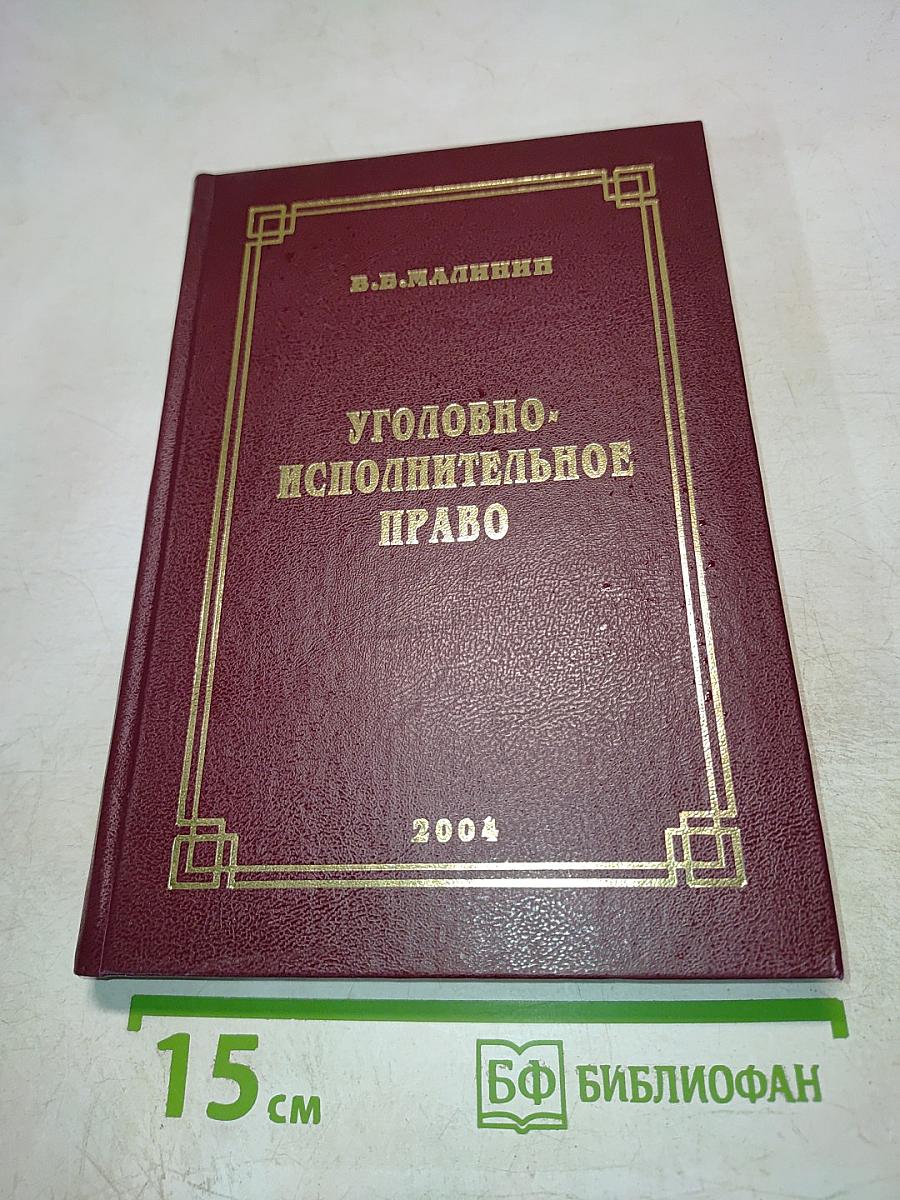 В.Б.МАЛИНИН
УГОЛОВНО-
ИСПОЛНИТЕЛЬНОЕ
ПРАВО
2004
15 см
БФ БИБЛИОФАН